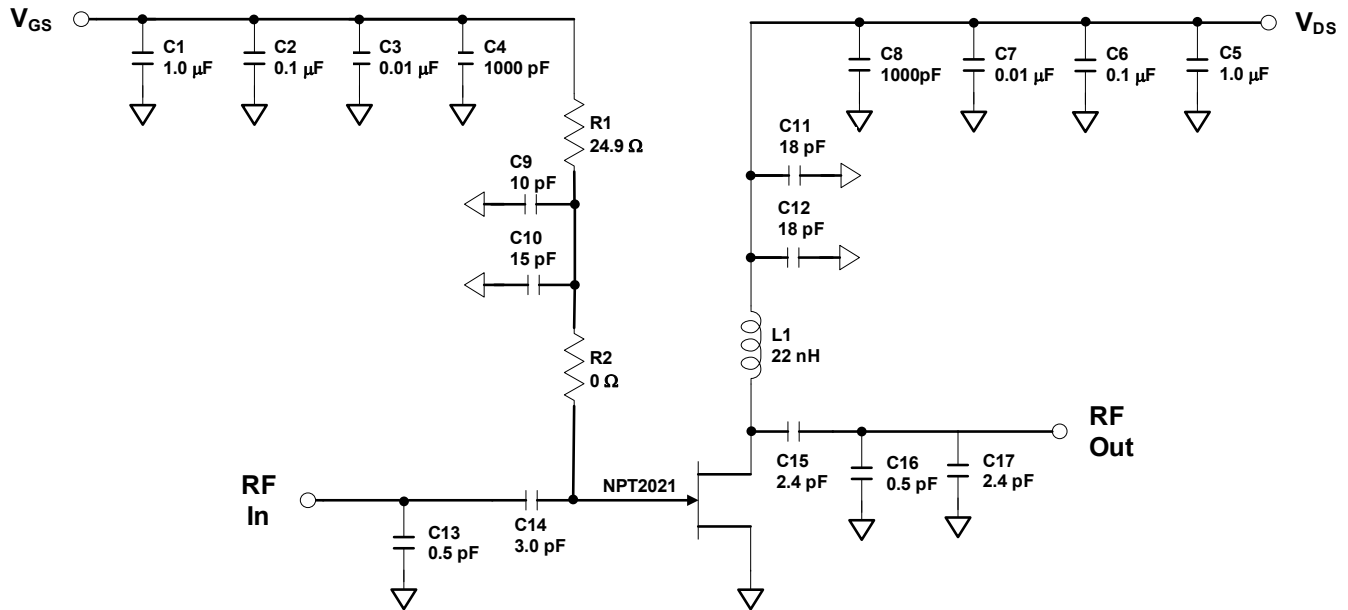 VGS
C1
1.0 μF
C2
0.1 μF
C3
0.01 μF
C4
1000 pF
R1
24.9 Ω
C9
10 pF
C10
15 pF
R2
0 Ω
VDS
C8
1000pF
C7
0.01 μF
C6
0.1 μF
C5
1.0 μF
C11
18 pF
C12
18 pF
L1
22 nH
RF
In
C13
0.5 pF
C14
3.0 pF
NPT2021
C15
2.4 pF
C16
0.5 pF
C17
2.4 pF
RF
Out